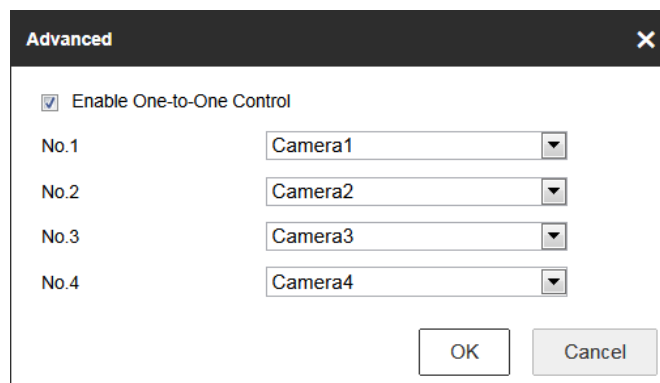 Advanced
Enable One-to-One Control
No.1 Camera1
No.2 Camera2
No.3 Camera3
No.4 Camera4
OK Cancel